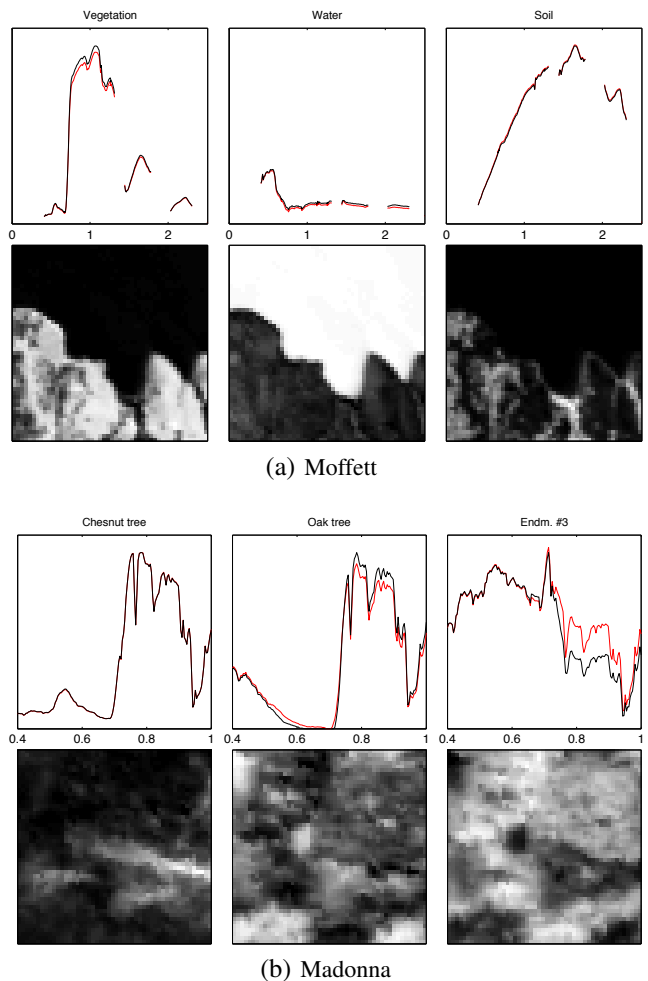 Vegetation Water Soil
0 1 2 0 1 2 0 1 2
(a) Moffett
Chesnut tree Oak tree Endm. #3
0.4 0.6 0.8 1 0.4 0.6 0.8 1 0.4 0.6 0.8 1
(b) Madonna